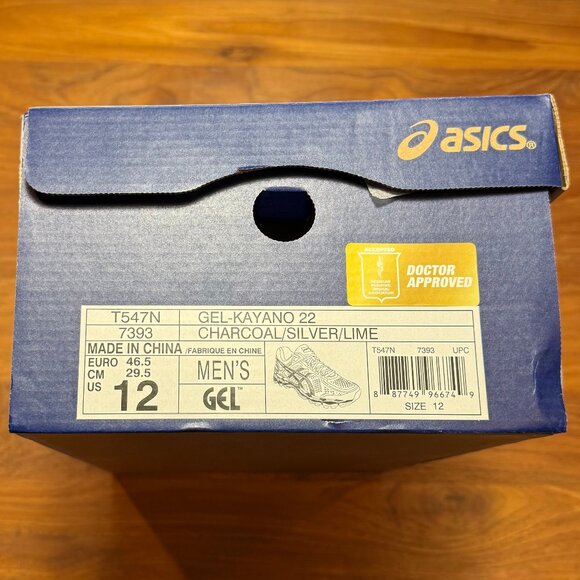 asics®
ACCEPTED
DOCTOR
APPROVED
T547N
GEL-KAYANO 22
7393
CHARCOAL/SILVER/LIME
MADE IN CHINA /FABRIQUE EN CHINE
EURO 46.5
CM 29.5
US 12
MEN'S
GEL™
T547N 7393 UPC
8 87749 96674 9
SIZE 12